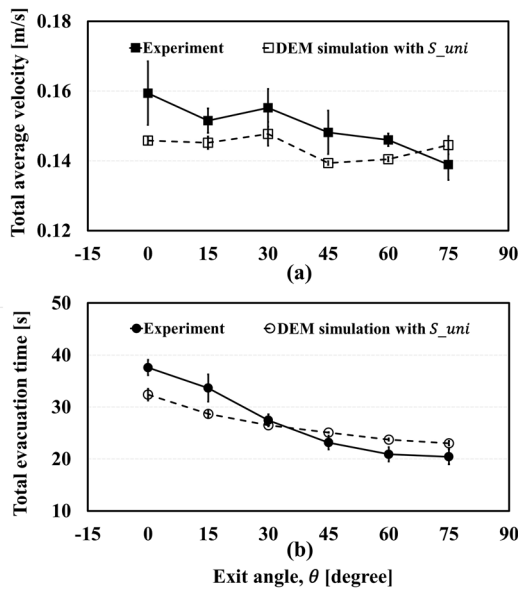 Total average velocity [m/s]
0.18
0.16
0.14
0.12
Experiment
DEM simulation with S_uni
-15 0 15 30 45 60 75 90
(a)
Total evacuation time [s]
50
40
30
20
10
Experiment
DEM simulation with S_uni
-15 0 15 30 45 60 75 90
(b)
Exit angle, θ [degree]